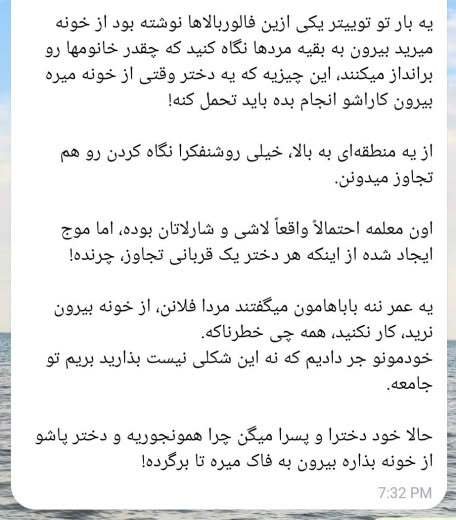 یه بار تو توییتر یکی ازین فالوربالاها نوشته بود از خونه
میرید بیرون به بقیه مردها نگاه کنید که چقدر خانومها رو
برانداز میکنند، این چیزیه که یه دختر وقتی از خونه میره
بیرون کاراشو انجام بده باید تحمل کنه!
از یه منطقه‌ای به بالا، خیلی روشنفکرا نگاه کردن رو هم
تجاوز میدونن.
اون معلمه احتمالاً واقعاً لاشی و شارلاتان بوده، اما موج
ایجاد شده از اینکه هر دختر یک قربانی تجاوز، چرنده!
یه عمر ننه باباهامون میگفتند مردا فلانن، از خونه بیرون
نرید، کار نکنید، همه چی خطرناکه.
خودمونو جر دادیم که نه این شکلی نیست بذارید بریم تو
جامعه.
حالا خود دخترا و پسرا میگن چرا همونجوریه و دختر پاشو
از خونه بذاره بیرون به فاک میره تا برگرده!
7:32 PM